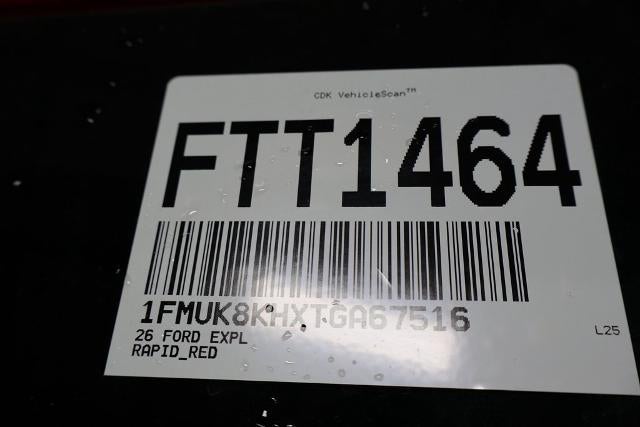 CDK VehicleScan™
FTT1464
1FMUK8KHXTGA67516
26 FORD EXPL
RAPID_RED
L25